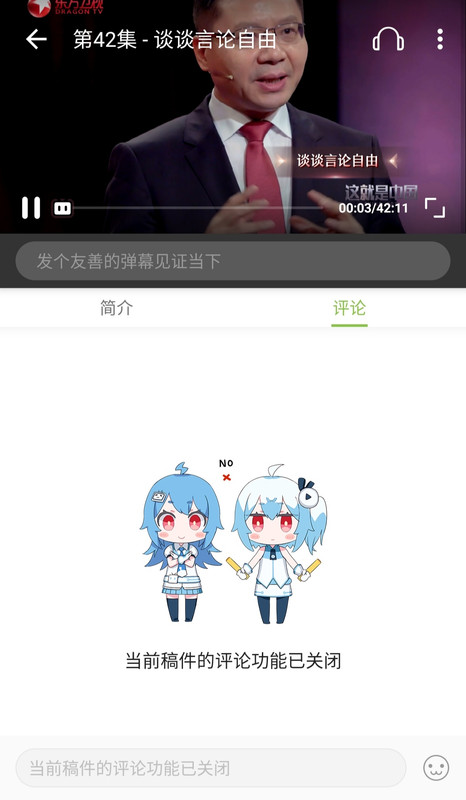 东方卫视
DRAGON TV
第42集 - 谈谈言论自由
谈谈言论自由
这就是中国
00:03/42:11
发个友善的弹幕见证当下
简介
评论
NO
当前稿件的评论功能已关闭
当前稿件的评论功能已关闭